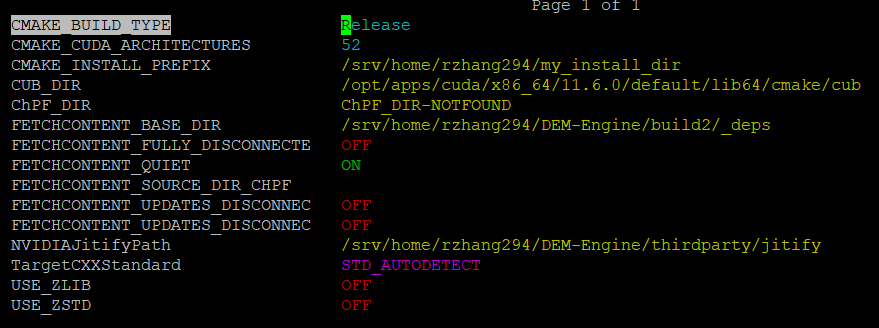 Page 1 of 1
CMAKE_BUILD_TYPE Release
CMAKE_CUDA_ARCHITECTURES 52
CMAKE_INSTALL_PREFIX /srv/home/rzhang294/my_install_dir
CUB_DIR /opt/apps/cuda/x86_64/11.6.0/default/lib64/cmake/cub
ChPF_DIR ChPF_DIR-NOTFOUND
FETCHCONTENT_BASE_DIR /srv/home/rzhang294/DEM-Engine/build2/_deps
FETCHCONTENT_FULLY_DISCONNECTE OFF
FETCHCONTENT_QUIET ON
FETCHCONTENT_SOURCE_DIR_CHPF
FETCHCONTENT_UPDATES_DISCONNEC OFF
FETCHCONTENT_UPDATES_DISCONNEC OFF
NVIDIAJitifyPath /srv/home/rzhang294/DEM-Engine/thirdparty/jitify
TargetCXXStandard STD_AUTODETECT
USE_ZLIB OFF
USE_ZSTD OFF